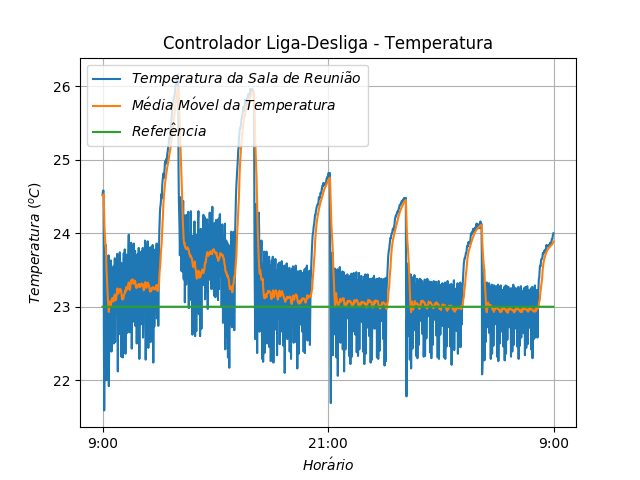 Controlador Liga-Desliga - Temperatura
Temperatura da Sala de Reunião
Média Móvel da Temperatura
Referência
26
25
24
23
22
Temperatura (°C)
9:00
21:00
9:00
Horário